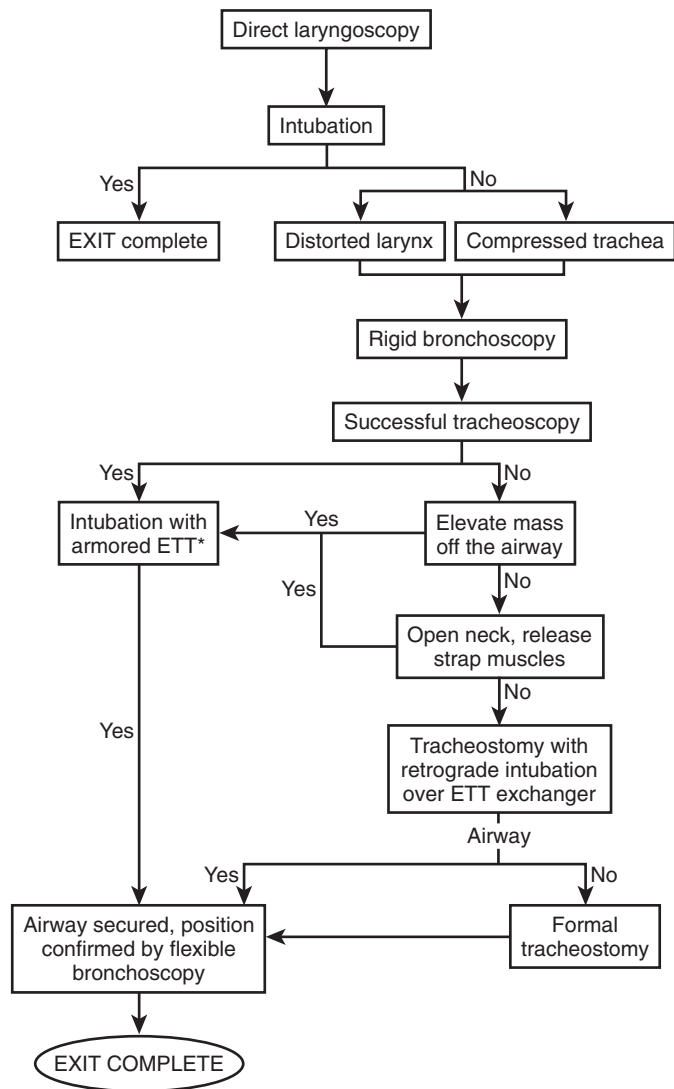 Direct laryngoscopy
Intubation
Yes
No
EXIT complete
Distorted larynx
Compressed trachea
Rigid bronchoscopy
Successful tracheoscopy
Yes
No
Intubation with
armored ETT*
Yes
Elevate mass
off the airway
No
Yes
Open neck, release
strap muscles
No
Yes
Tracheostomy with
retrograde intubation
over ETT exchanger
Airway
Yes
No
Airway secured, position
confirmed by flexible
bronchoscopy
Formal
tracheostomy
EXIT COMPLETE